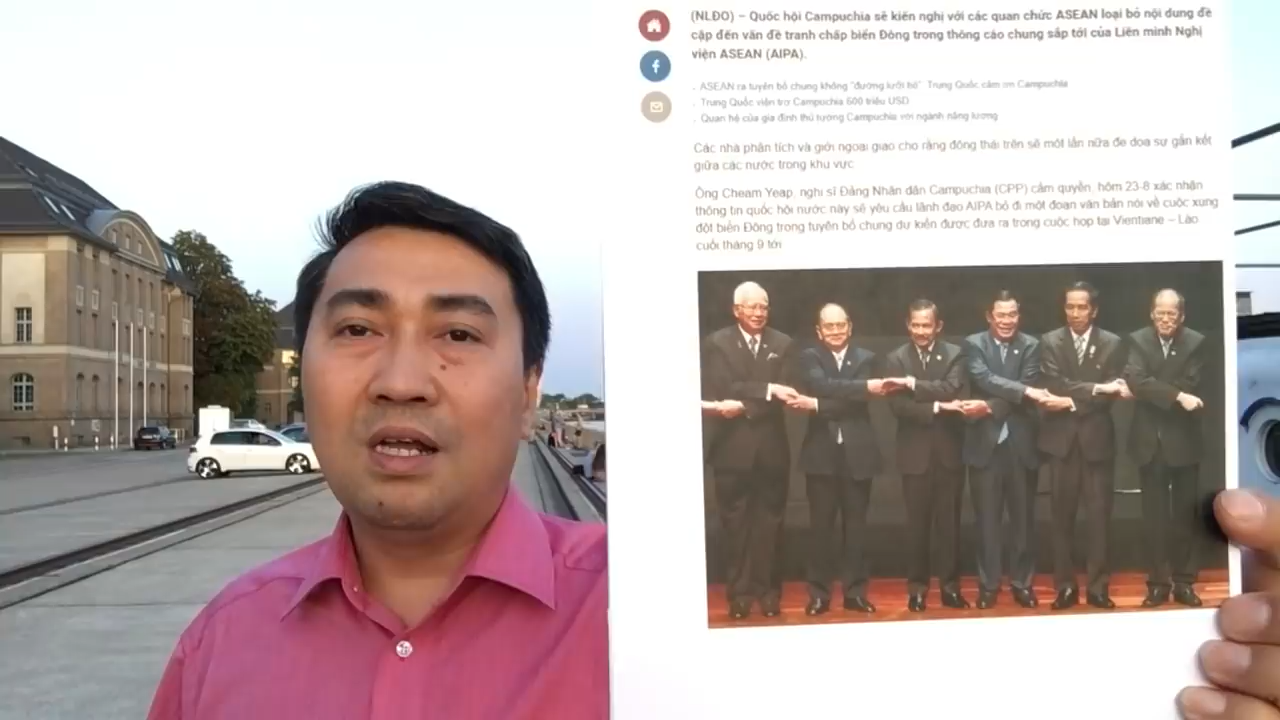 (NLĐO) – Quốc hội Campuchia sẽ kiến nghị với các quan chức ASEAN loại bỏ nội dung đề
cập đến vấn đề tranh chấp biển Đông trong thông cáo chung sắp tới của Liên minh Nghị
viện ASEAN (AIPA).
. ASEAN ra tuyên bố chung không "đường lưỡi bò" Trung Quốc cảm ơn Campuchia
. Trung Quốc viện trợ Campuchia 600 triệu USD
. Quan hệ của gia đình thủ tướng Campuchia với ngành năng lượng
Các nhà phân tích và giới ngoại giao cho rằng động thái trên sẽ một lần nữa đe dọa sự gắn kết
giữa các nước trong khu vực
Ông Cheam Yeap, nghị sĩ Đảng Nhân dân Campuchia (CPP) cầm quyền, hôm 23-8 xác nhận
thông tin quốc hội nước này sẽ yêu cầu lãnh đạo AIPA bỏ đi một đoạn văn bản nói về cuộc xung
đột biển Đông trong tuyên bố chung dự kiến được đưa ra trong cuộc họp tại Vientiane – Lào
cuối tháng 9 tới